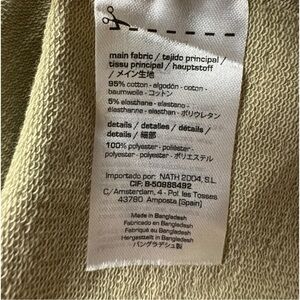 main fabric / tejido principal /
tissu principal / hauptstoff
/ メイン生地
95% cotton - algodón - coton -
baumwolle - コットン
5% elasthane - elastano -
élasthanne - elasthan - ポリウレタン
details / detalles / détails /
details / 細部
100% polyester - poliéster -
polyester - polyester - ポリエステル
Importado por: NATH 2004, S.L.
CIF: B-50985492
C/Amsterdam, 4 - Pol. les Tosses
43780 Amposta (Spain)
Made in Bangladesh
Fabricado en Bangladesh
Fabriqué eu Bangladesh
Hergestellt in Bangladesh
バングラデシュ製